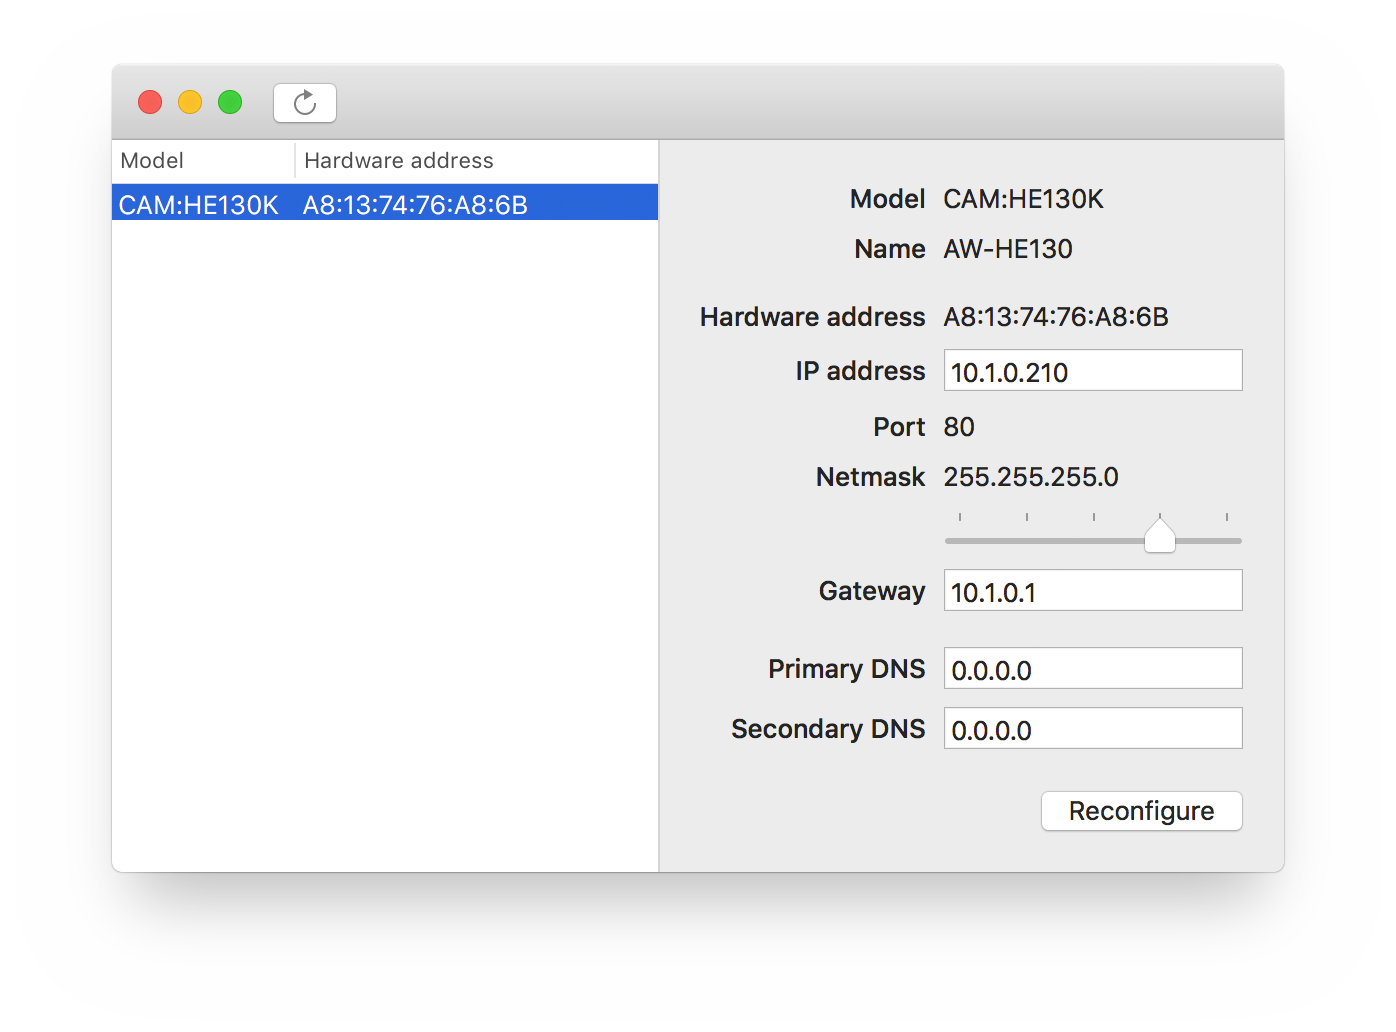 Model Hardware address
CAM:HE130K A8:13:74:76:A8:6B
Model CAM:HE130K
Name AW-HE130
Hardware address A8:13:74:76:A8:6B
IP address 10.1.0.210
Port 80
Netmask 255.255.255.0
Gateway 10.1.0.1
Primary DNS 0.0.0.0
Secondary DNS 0.0.0.0
Reconfigure